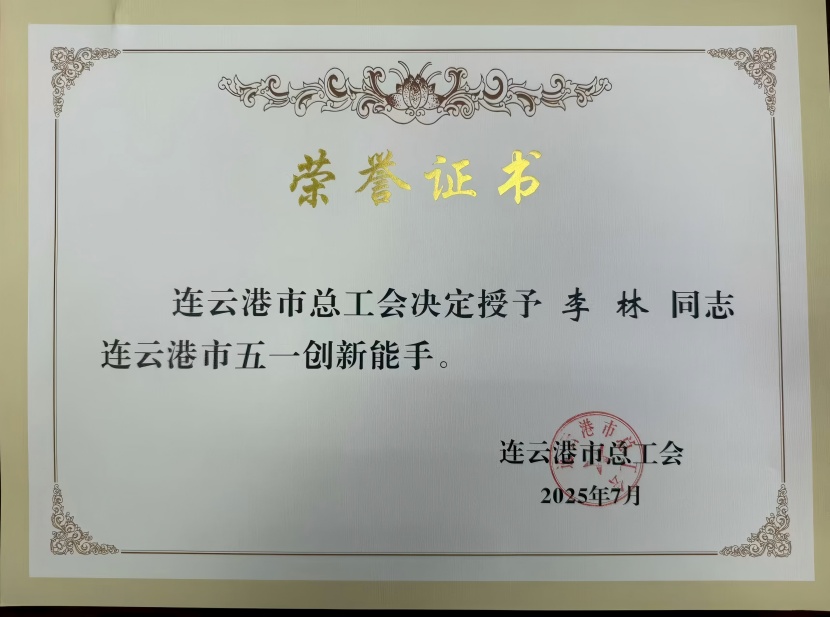 荣誉证书
连云港市总工会决定授予 李 林 同志
连云港市五一创新能手。
连云港市总工会
2025年7月